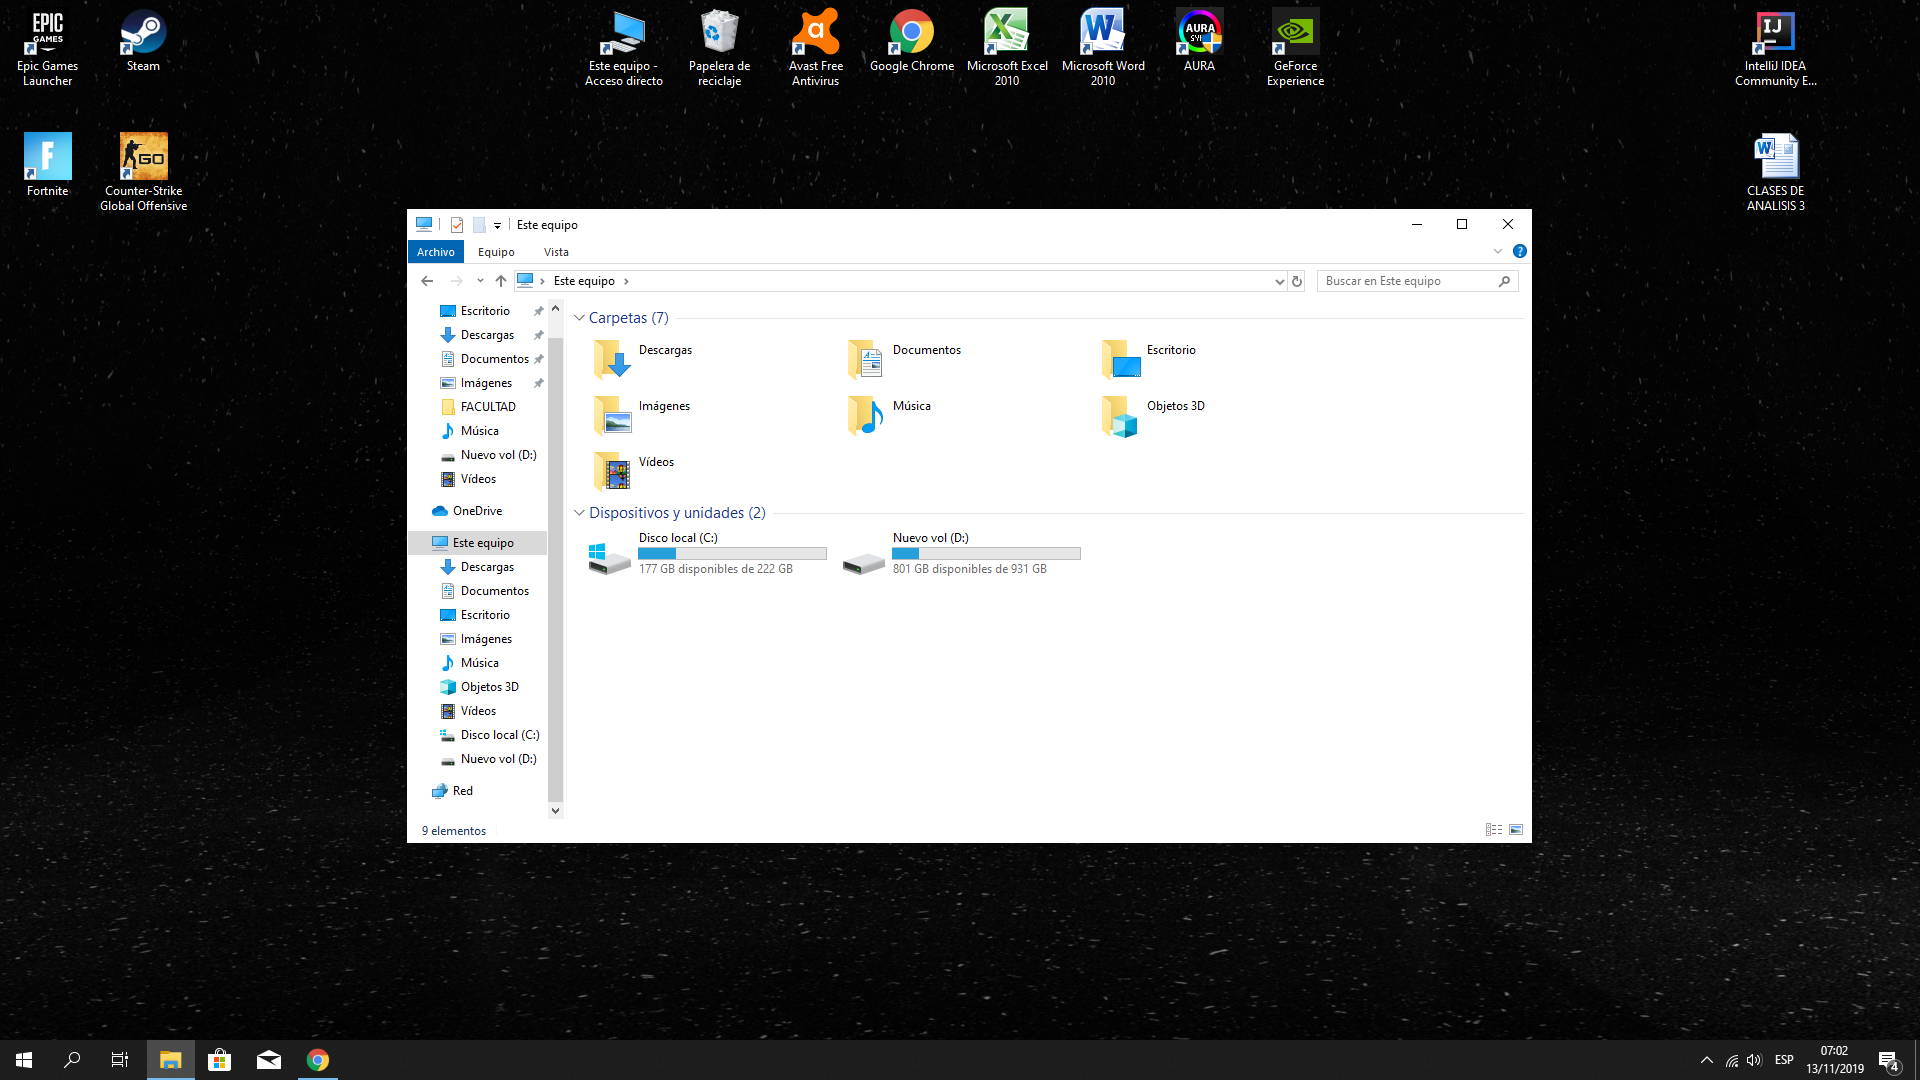 EPIC
GAMES
Epic Games
Launcher
Steam
Este equipo -
Acceso directo
Papelera de
reciclaje
Avast Free
Antivirus
Google Chrome
Microsoft Excel
2010
Microsoft Word
2010
AURA
AURA
GeForce
Experience
IJ
IntelliJ IDEA
Community E...
Fortnite
GO
Counter-Strike
Global Offensive
CLASES DE
ANALISIS 3
Este equipo
Archivo
Equipo
Vista
Este equipo
Buscar en Este equipo
Escritorio
Descargas
Documentos
Imágenes
FACULTAD
Música
Nuevo vol (D:)
Vídeos
OneDrive
Este equipo
Descargas
Documentos
Escritorio
Imágenes
Música
Objetos 3D
Vídeos
Disco local (C:)
Nuevo vol (D:)
Red
Carpetas (7)
Descargas
Documentos
Escritorio
Imágenes
Música
Objetos 3D
Vídeos
Dispositivos y unidades (2)
Disco local (C:)
177 GB disponibles de 222 GB
Nuevo vol (D:)
801 GB disponibles de 931 GB
9 elementos
ESP
07:02
13/11/2019
4